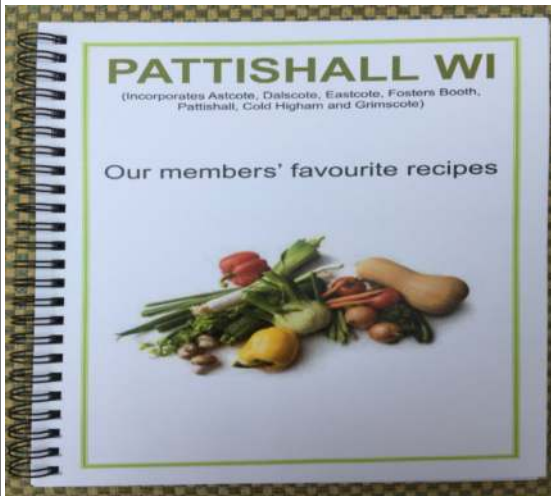 PATTISHALL WI
(Incorporates Astcote, Dalscote, Eastcote, Fosters Booth,
Pattishall, Cold Higham and Grimscote)
Our members’ favourite recipes